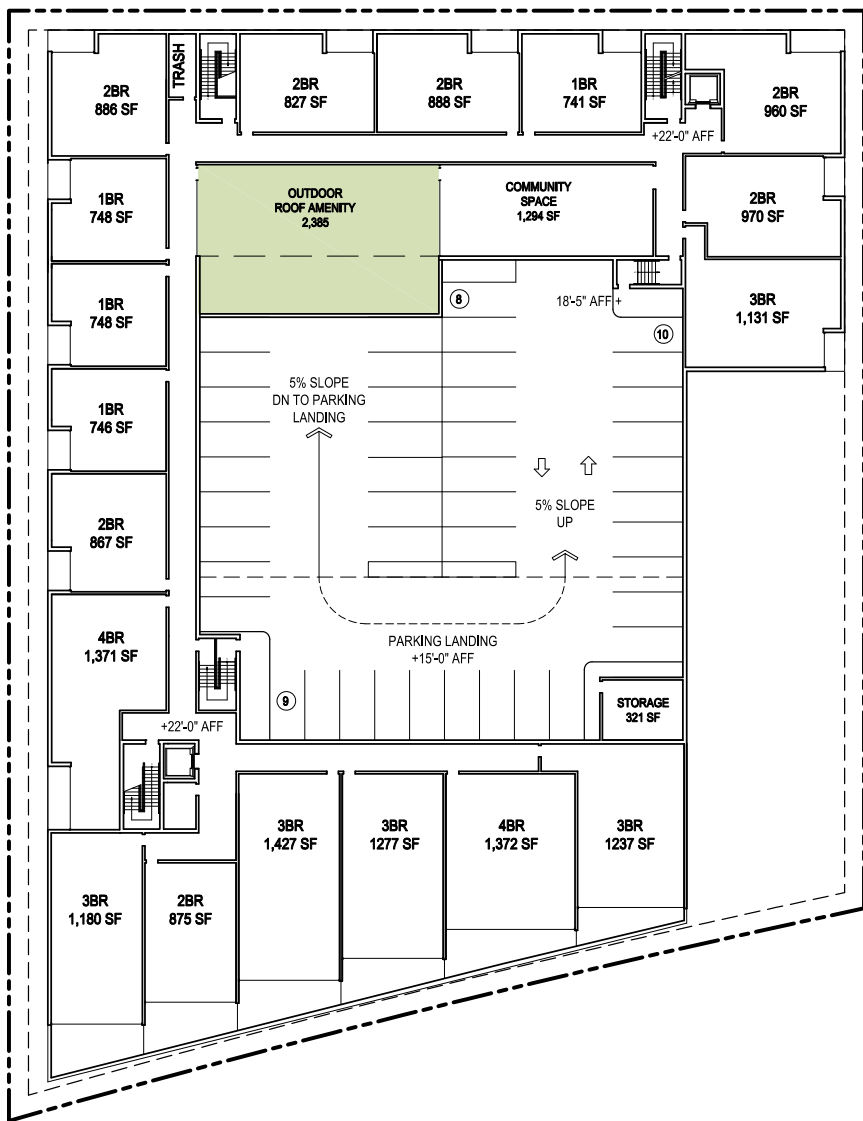 2BR
886 SF
TRASH
2BR
827 SF
2BR
888 SF
1BR
741 SF
2BR
960 SF
+22'-0" AFF
1BR
748 SF
OUTDOOR
ROOF AMENITY
2,385
COMMUNITY
SPACE
1,294 SF
2BR
970 SF
1BR
748 SF
8
18'-5" AFF +
10
3BR
1,131 SF
1BR
746 SF
5% SLOPE
DN TO PARKING
LANDING
2BR
867 SF
5% SLOPE
UP
4BR
1,371 SF
PARKING LANDING
+15'-0" AFF
9
STORAGE
321 SF
+22'-0" AFF
3BR
1,427 SF
3BR
1277 SF
4BR
1,372 SF
3BR
1237 SF
3BR
1,180 SF
2BR
875 SF